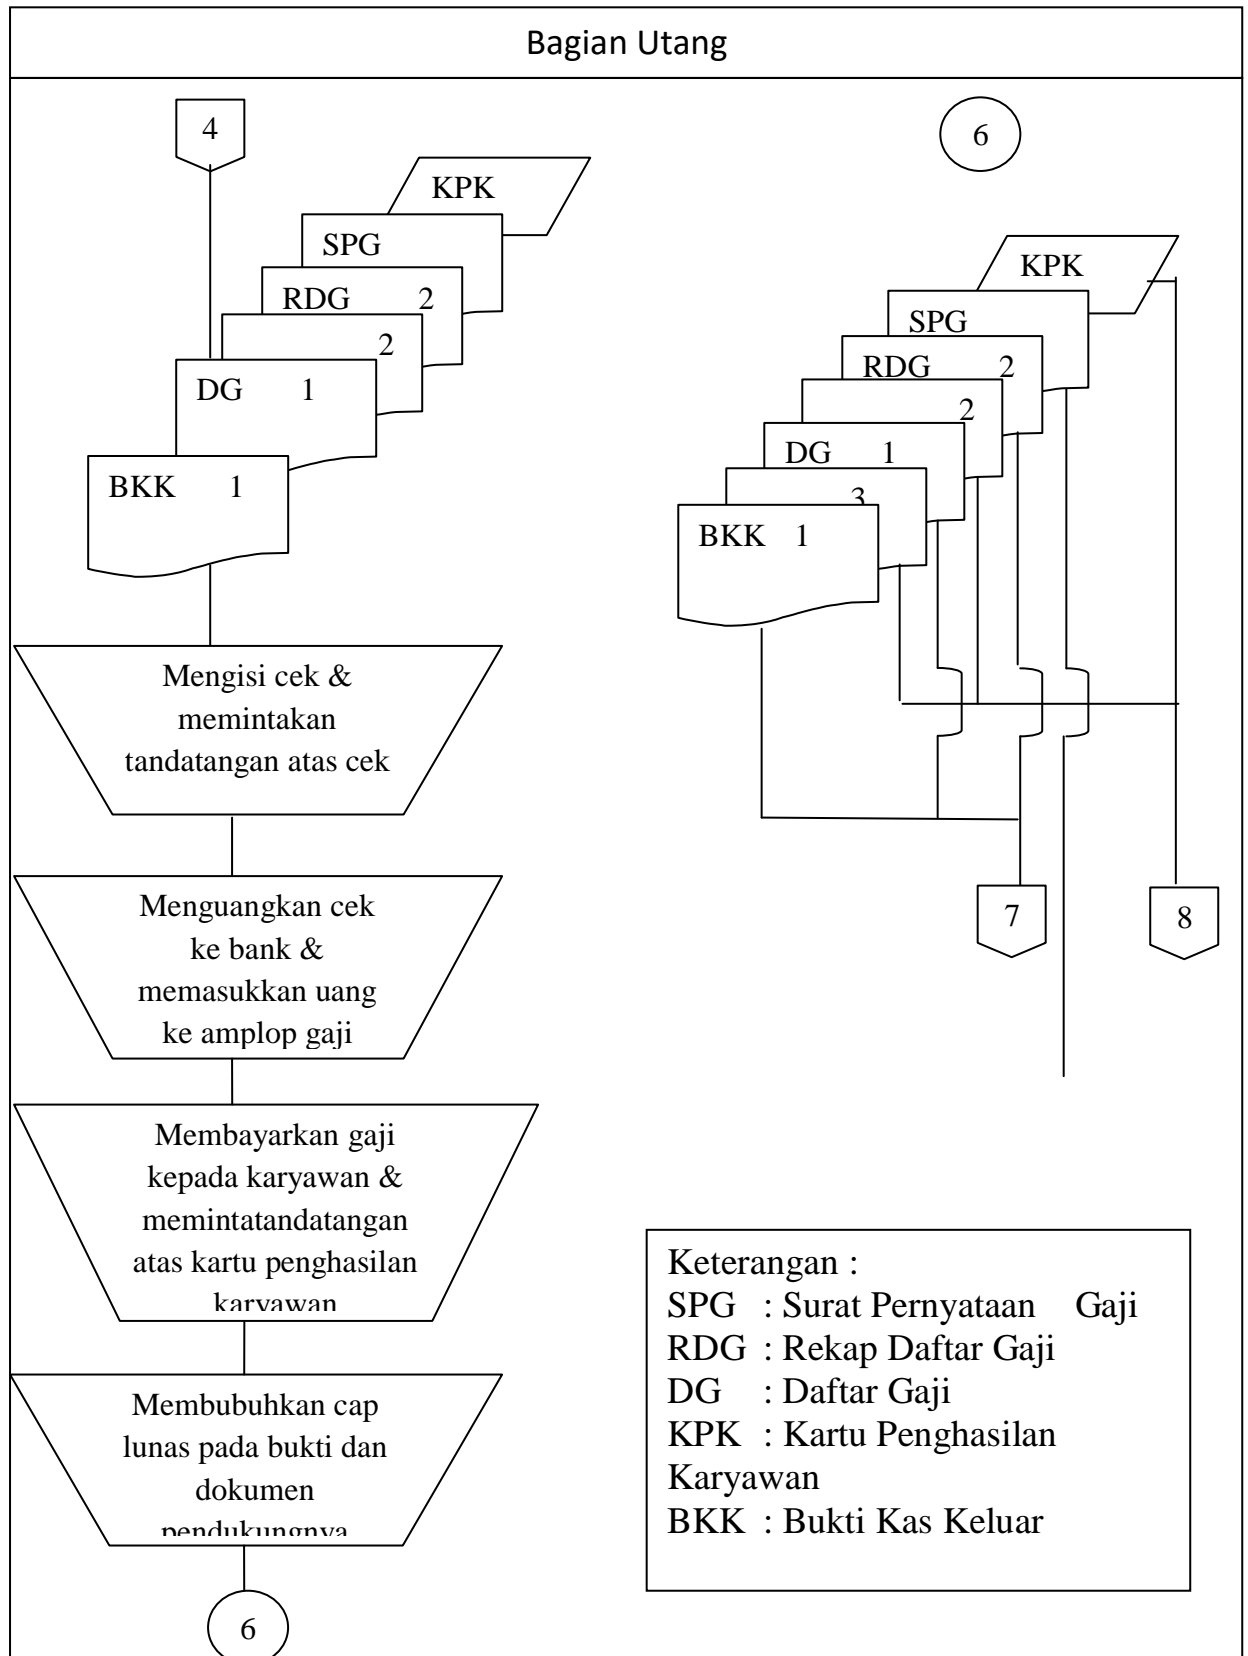 Bagian Utang
4
KPK
SPG
RDG 2
2
DG 1
BKK 1
Mengisi cek &
memintakan
tandatangan atas cek
Menguangkan cek
ke bank &
memasukkan uang
ke amplop gaji
Membayarkan gaji
kepada karyawan &
memintatandatangan
atas kartu penghasilan
karyawan
Membubuhkan cap
lunas pada bukti dan
dokumen
pendukungnya
6
6
KPK
SPG
RDG 2
2
DG 1
3
BKK 1
7
8
Keterangan :
SPG : Surat Pernyataan Gaji
RDG : Rekap Daftar Gaji
DG : Daftar Gaji
KPK : Kartu Penghasilan
Karyawan
BKK : Bukti Kas Keluar